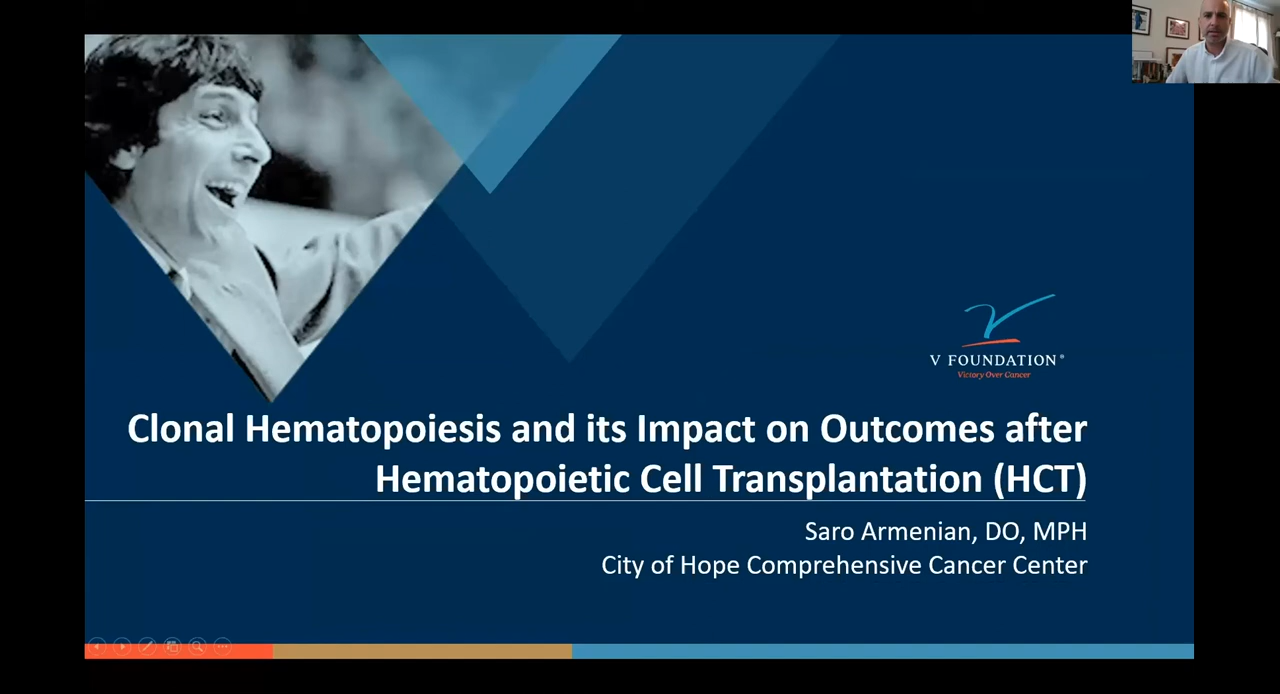 V FOUNDATION®
Victory Over Cancer
Clonal Hematopoiesis and its Impact on Outcomes after
Hematopoietic Cell Transplantation (HCT)
Saro Armenian, DO, MPH
City of Hope Comprehensive Cancer Center